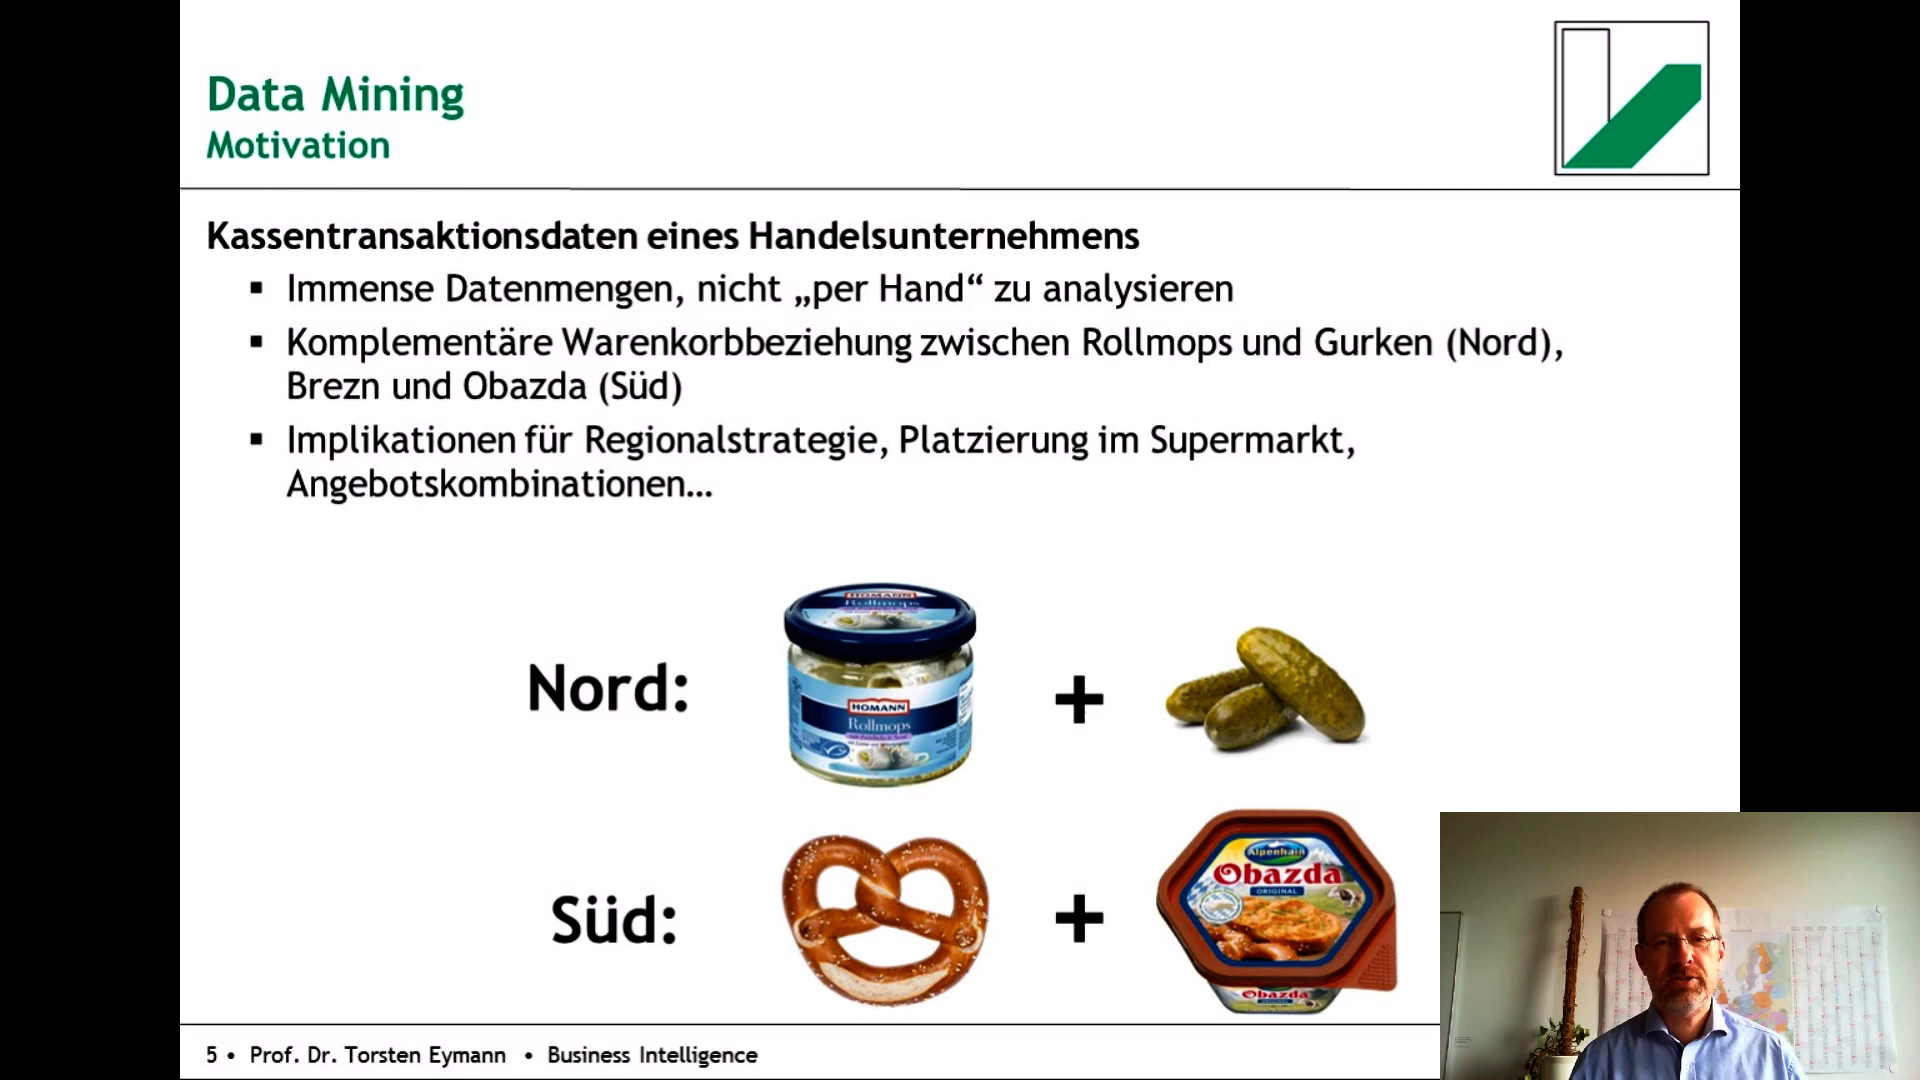 Data Mining
Motivation
Kassentransaktionsdaten eines Handelsunternehmens
▪ Immense Datenmengen, nicht „per Hand“ zu analysieren
▪ Komplementäre Warenkorbbeziehung zwischen Rollmops und Gurken (Nord),
Brezn und Obazda (Süd)
▪ Implikationen für Regionalstrategie, Platzierung im Supermarkt,
Angebotskombinationen…
HOMANN
Rollmops
Nord:
+
HOMANN
Rollmops
Alpenhain
Obazda
ORIGINAL
Süd:
+
Obazda
5 • Prof. Dr. Torsten Eymann • Business Intelligence